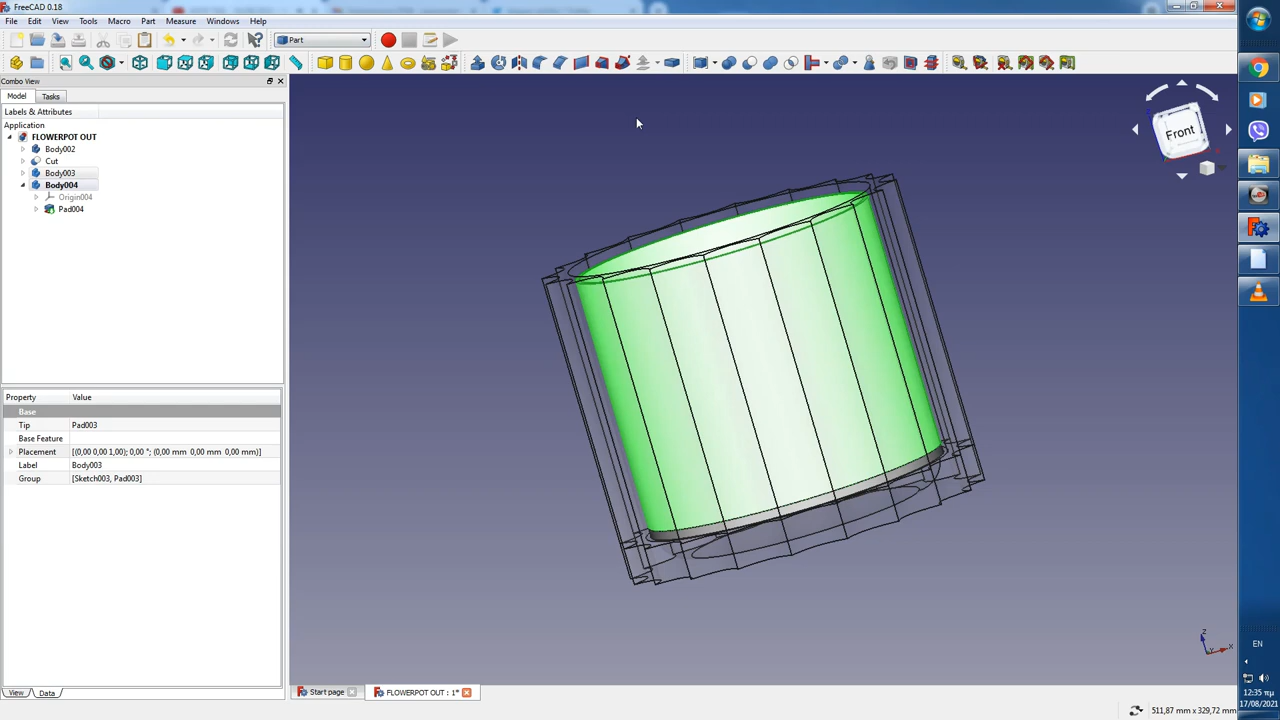 FreeCAD 0.18
File Edit View Tools Macro Part Measure Windows Help
Part
Combo View
Model Tasks
Labels & Attributes
Application
FLOWERPOT OUT
Body002
Cut
Body003
Body004
Origin004
Pad004
Front
Property Value
Base
Tip Pad003
Base Feature
Placement [(0,00 0,00 1,00); 0,00 °; (0,00 mm 0,00 mm 0,00 mm)]
Label Body003
Group [Sketch003, Pad003]
EN
View Data
Start page FLOWERPOT OUT : 1*
12:35 πμ
17/08/2021
511,87 mm x 329,72 mm